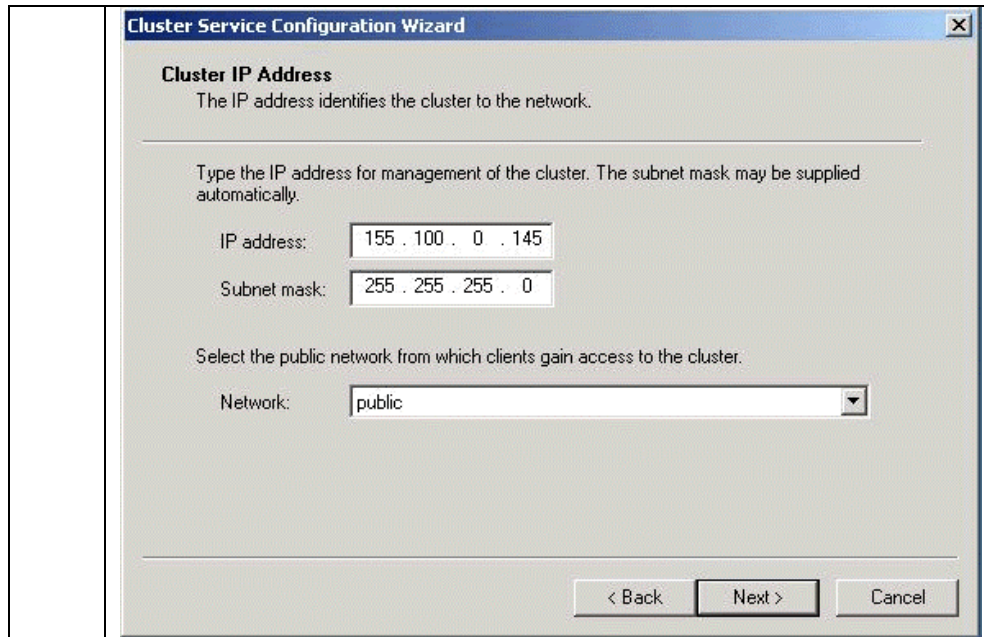 Cluster Service Configuration Wizard
Cluster IP Address
The IP address identifies the cluster to the network.
Type the IP address for management of the cluster. The subnet mask may be supplied
automatically.
IP address: 155 . 100 . 0 . 145
Subnet mask: 255 . 255 . 255 . 0
Select the public network from which clients gain access to the cluster.
Network: public
< Back Next > Cancel